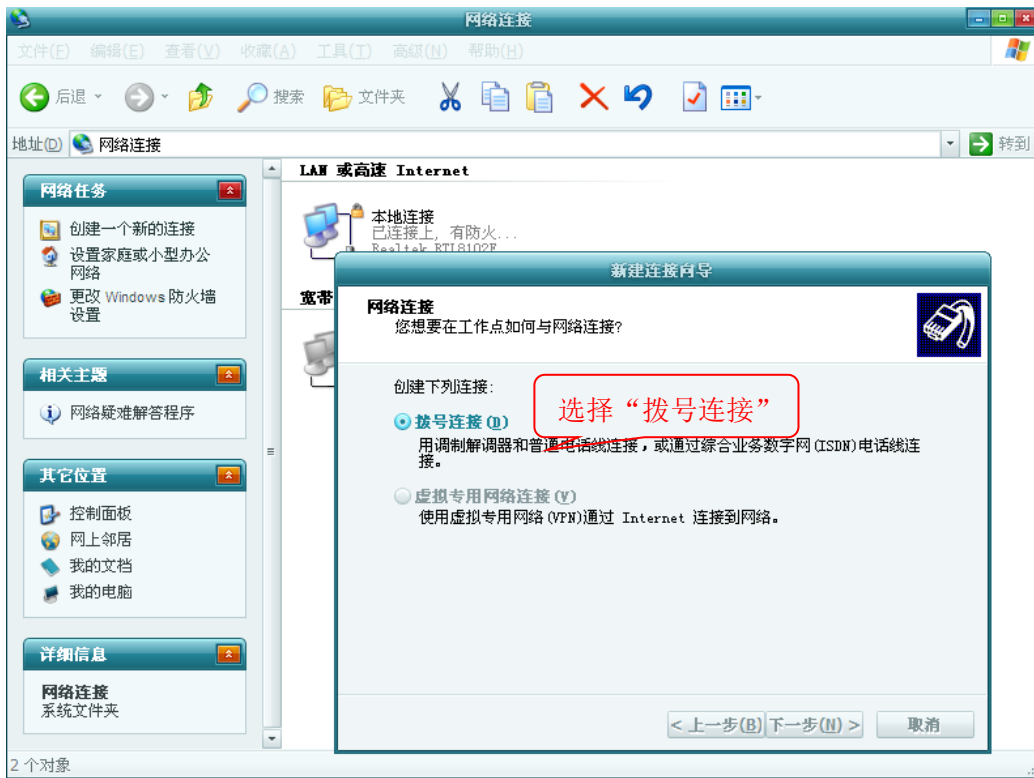 网络连接
文件(F) 编辑(E) 查看(V) 收藏(A) 工具(T) 高级(N) 帮助(H)
后退 搜索 文件夹
地址(D) 网络连接 转到
网络任务
创建一个新的连接
设置家庭或小型办公
网络
更改 Windows 防火墙
设置
相关主题
网络疑难解答程序
其它位置
控制面板
网上邻居
我的文档
我的电脑
详细信息
网络连接
系统文件夹
LAN 或高速 Internet
本地连接
已连接上, 有防火...
Realtek RTL8102E
宽带
新建连接向导
网络连接
您想要在工作点如何与网络连接?
创建下列连接:
选择“拨号连接”
拨号连接(D)
用调制解调器和普通电话线连接,或通过综合业务数字网(ISDN)电话线连
接。
虚拟专用网络连接(V)
使用虚拟专用网络(VPN)通过 Internet 连接到网络。
< 上一步(B) 下一步(N) > 取消
2 个对象